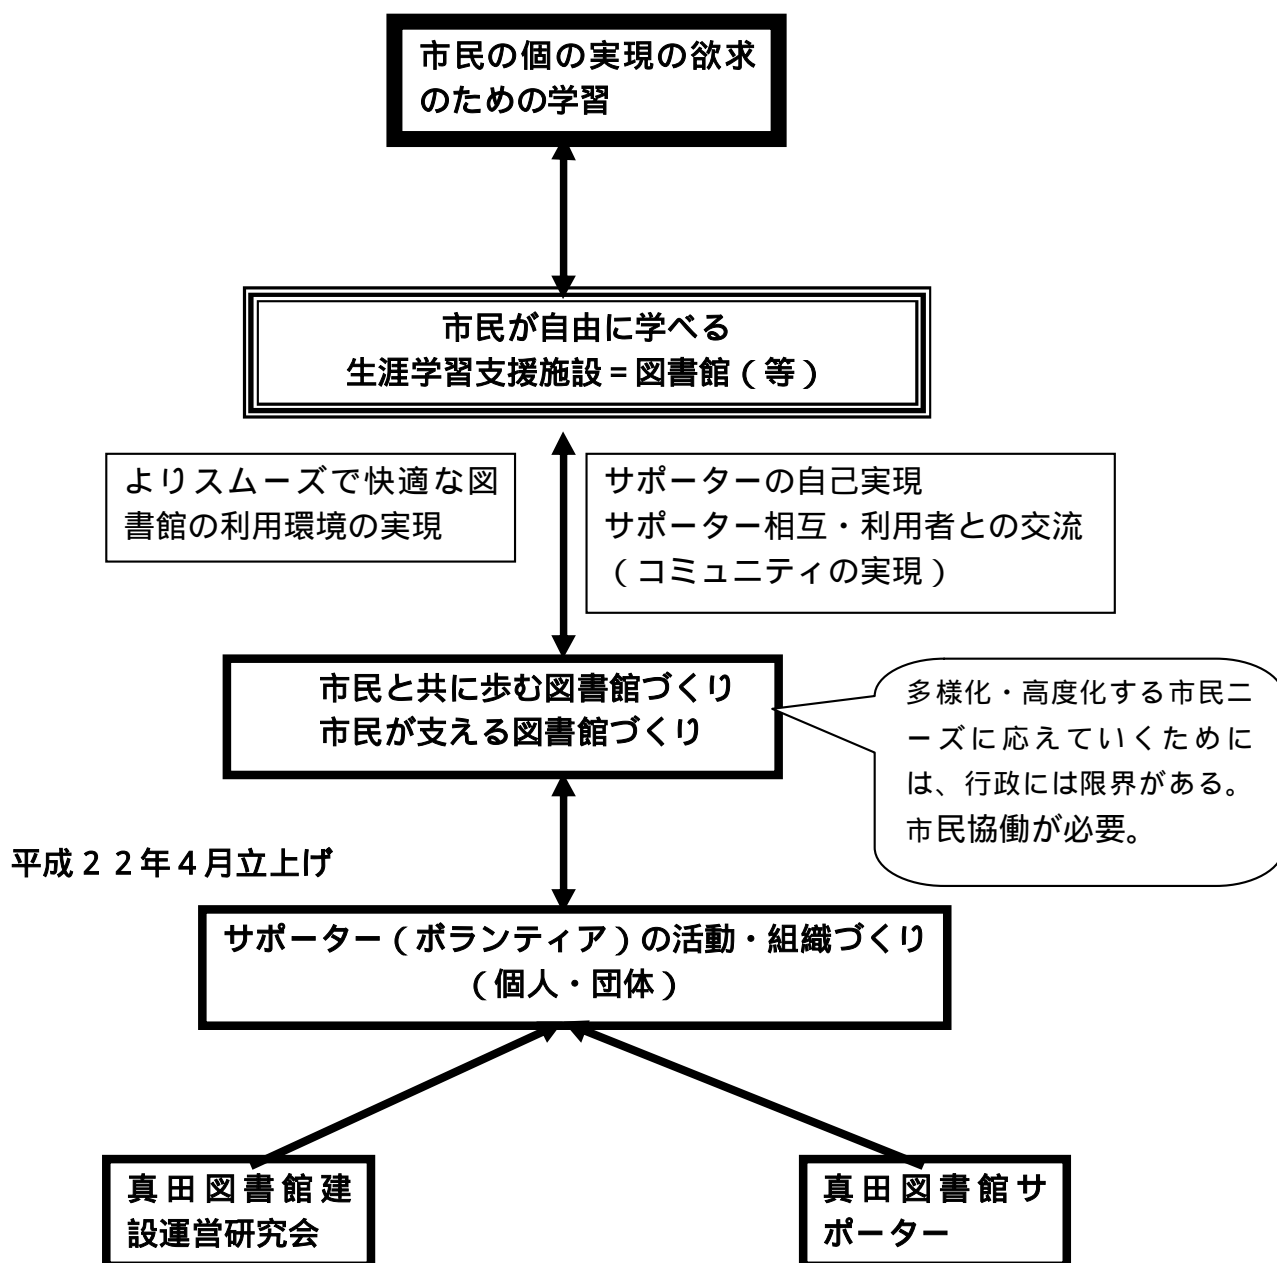 市民の個の実現の欲求
のための学習
市民が自由に学べる
生涯学習支援施設=図書館(等)
よりスムーズで快適な図
書館の利用環境の実現
サポーターの自己実現
サポーター相互・利用者との交流
(コミュニティの実現)
市民と共に歩む図書館づくり
市民が支える図書館づくり
多様化・高度化する市民ニ
ーズに応えていくために
は、行政には限界がある。
市民協働が必要。
平成22年4月立上げ
サポーター(ボランティア)の活動・組織づくり
(個人・団体)
真田図書館建
設運営研究会
真田図書館サ
ポーター